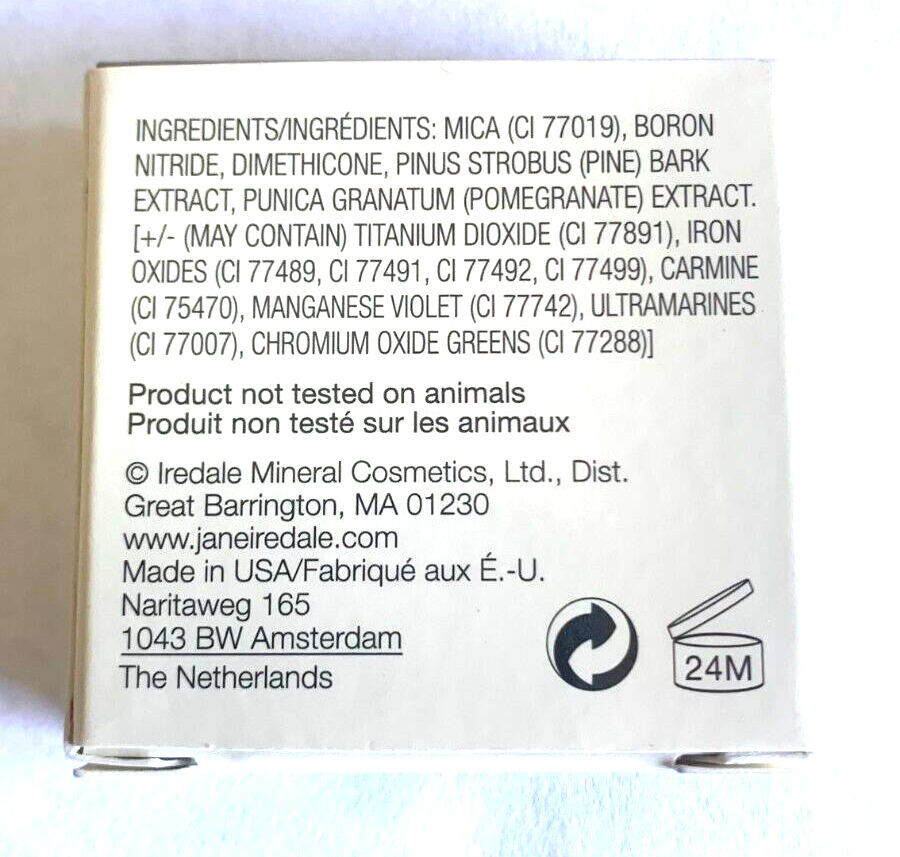 INGREDIENTS/INGRÉDIENTS: MICA (CI 77019), BORON
NITRIDE, DIMETHICONE, PINUS STROBUS (PINE) BARK
EXTRACT, PUNICA GRANATUM (POMEGRANATE) EXTRACT.
[+/- (MAY CONTAIN) TITANIUM DIOXIDE (CI 77891), IRON
OXIDES (CI 77489, CI 77491, CI 77492, CI 77499), CARMINE
(CI 75470), MANGANESE VIOLET (CI 77742), ULTRAMARINES
(CI 77007), CHROMIUM OXIDE GREENS (CI 77288)]
Product not tested on animals
Produit non testé sur les animaux
© Iredale Mineral Cosmetics, Ltd., Dist.
Great Barrington, MA 01230
www.janeiredale.com
Made in USA/Fabriqué aux É.-U.
Naritaweg 165
1043 BW Amsterdam
The Netherlands
24M